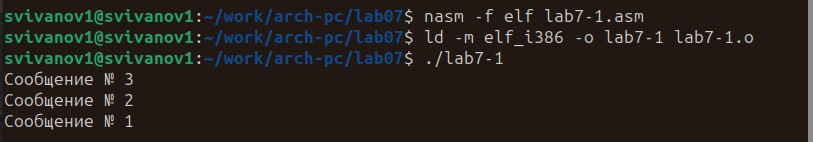 svivanov1@svivanov1:~/work/arch-pc/lab07$ nasm -f elf lab7-1.asm
svivanov1@svivanov1:~/work/arch-pc/lab07$ ld -m elf_i386 -o lab7-1 lab7-1.o
svivanov1@svivanov1:~/work/arch-pc/lab07$ ./lab7-1
Сообщение № 3
Сообщение № 2
Сообщение № 1